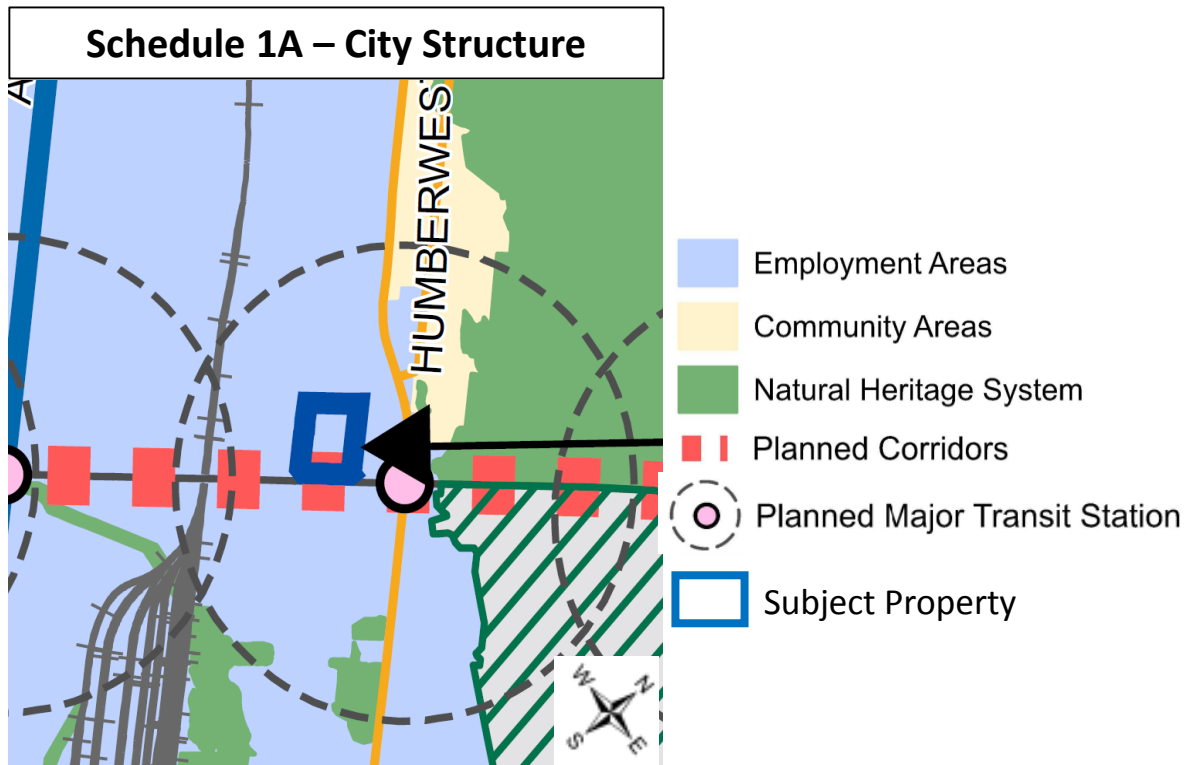 Schedule 1A – City Structure
A
HUMBERWEST
Employment Areas
Community Areas
Natural Heritage System
Planned Corridors
Planned Major Transit Station
Subject Property
W N
S E